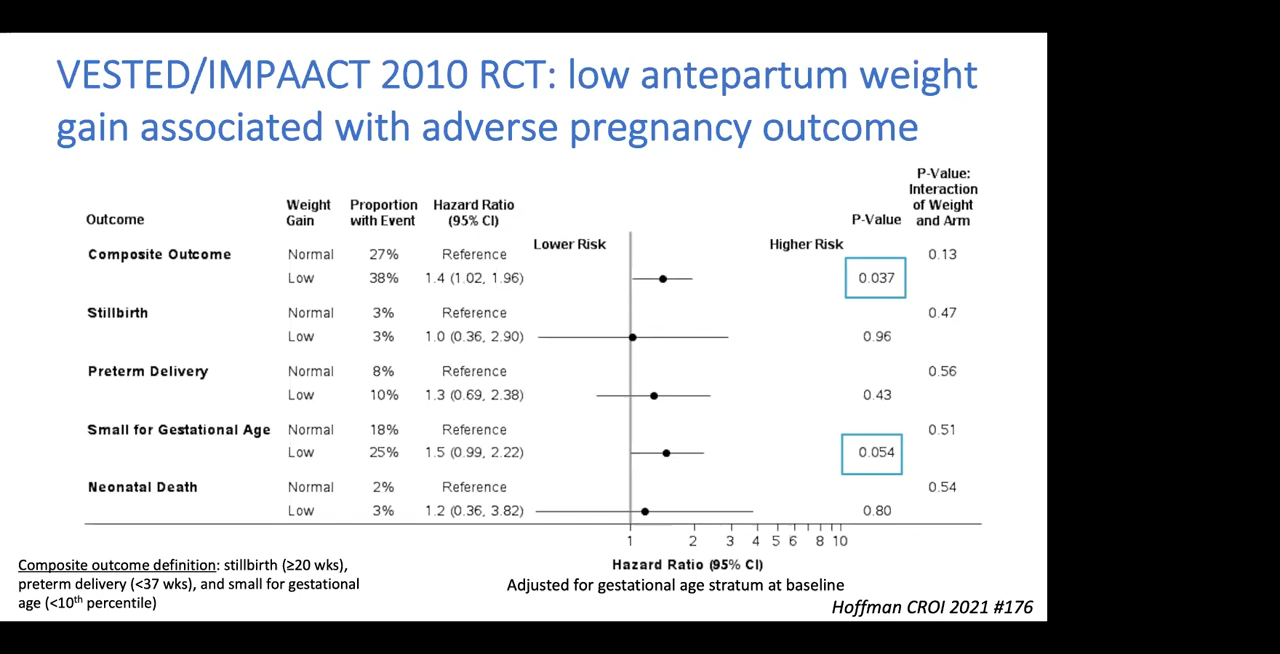 VESTED/IMPAACT 2010 RCT: low antepartum weight
gain associated with adverse pregnancy outcome
Outcome Weight Gain Proportion with Event Hazard Ratio (95% CI) Lower Risk Higher Risk P-Value P-Value: Interaction of Weight and Arm
Composite Outcome Normal 27% Reference 0.13
Low 38% 1.4 (1.02, 1.96) 0.037
Stillbirth Normal 3% Reference 0.47
Low 3% 1.0 (0.36, 2.90) 0.96
Preterm Delivery Normal 8% Reference 0.56
Low 10% 1.3 (0.69, 2.38) 0.43
Small for Gestational Age Normal 18% Reference 0.51
Low 25% 1.5 (0.99, 2.22) 0.054
Neonatal Death Normal 2% Reference 0.54
Low 3% 1.2 (0.36, 3.82) 0.80
1 2 3 4 5 6 8 10
Hazard Ratio (95% CI)
Adjusted for gestational age stratum at baseline
Composite outcome definition: stillbirth (≥20 wks),
preterm delivery (<37 wks), and small for gestational
age (<10th percentile)
Hoffman CROI 2021 #176